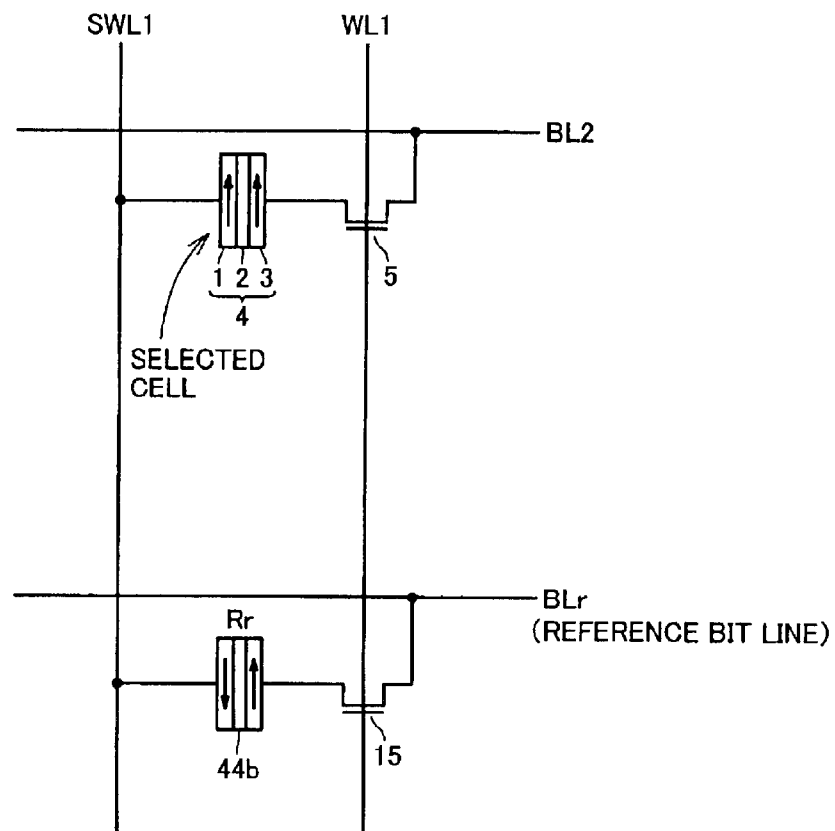 SWL1 WL1
BL2
1 2 3
4
5
SELECTED
CELL
BLr
(REFERENCE BIT LINE)
Rr
44b
15